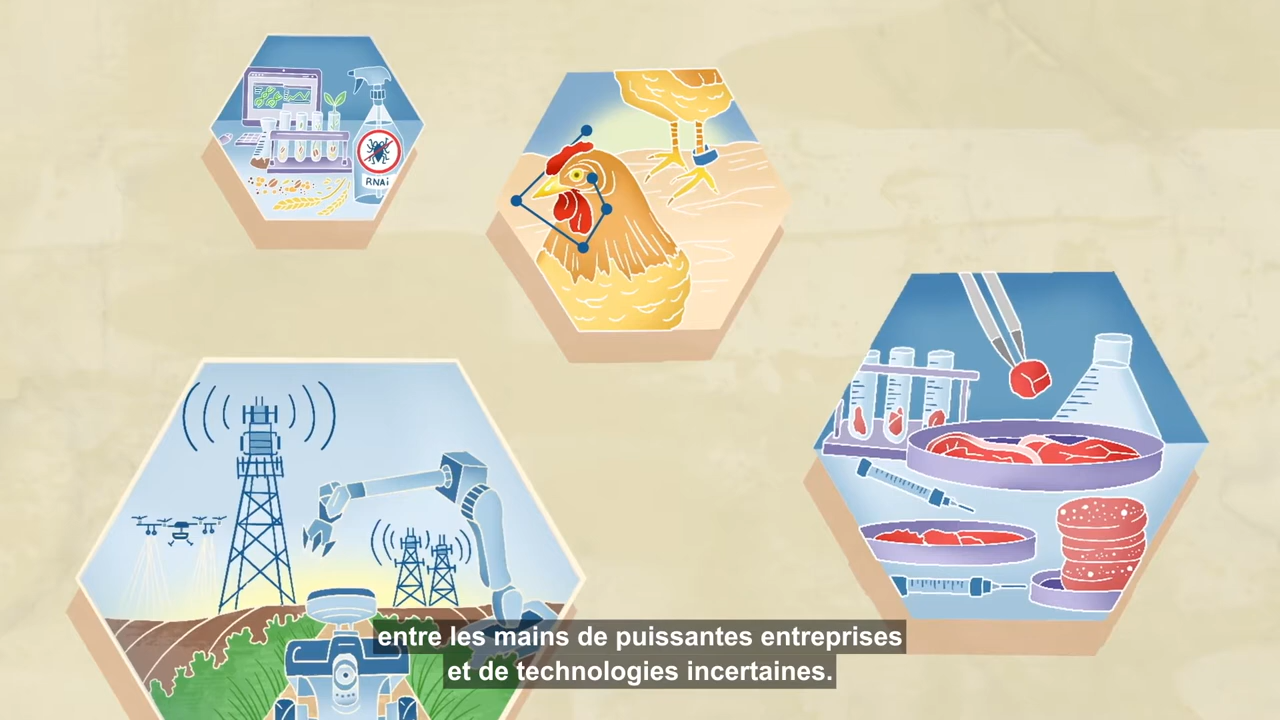 RNAi
entre les mains de puissantes entreprises
et de technologies incertaines.